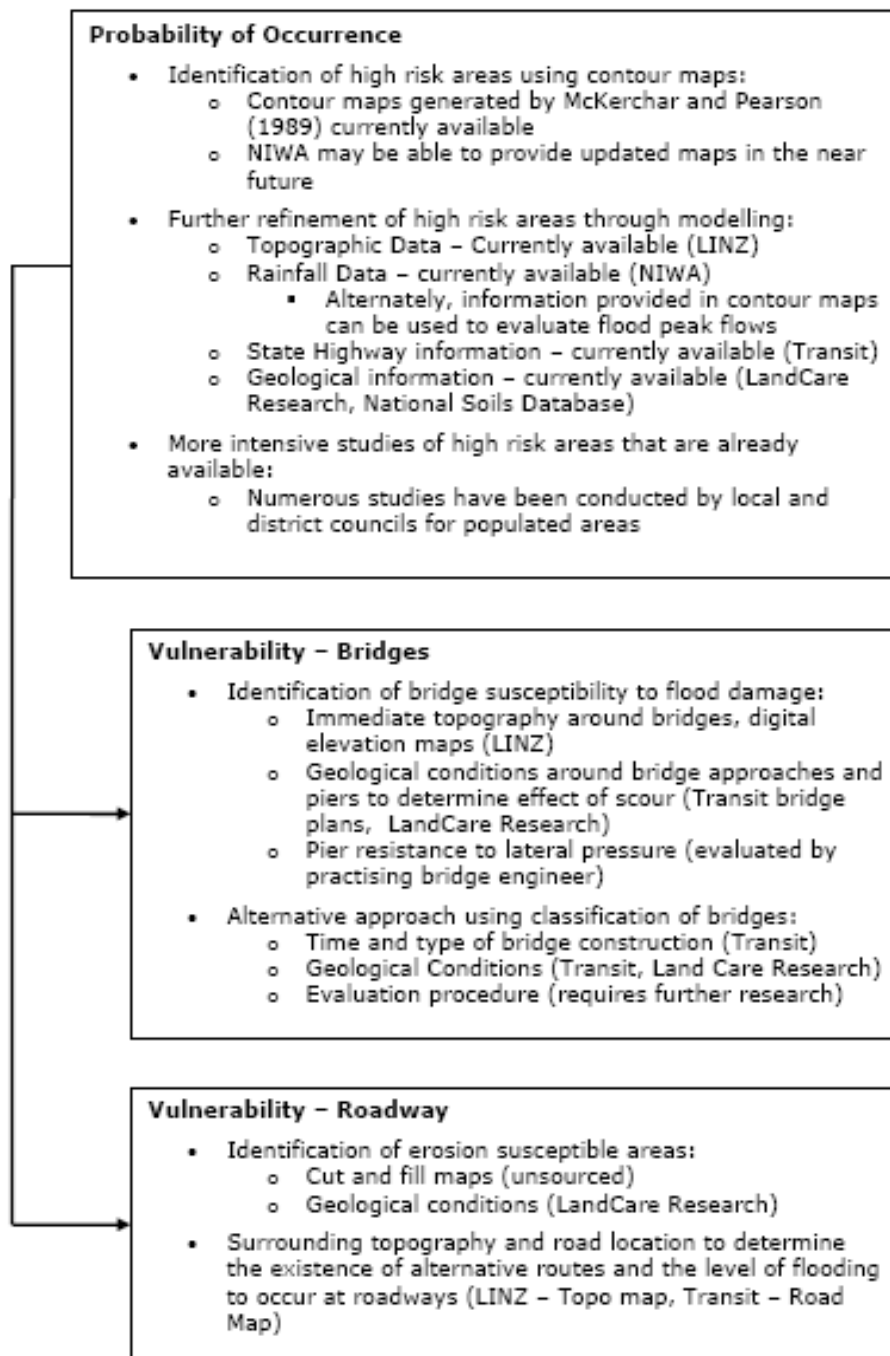 Probability of Occurrence
• Identification of high risk areas using contour maps:
o Contour maps generated by McKerchar and Pearson
(1989) currently available
o NIWA may be able to provide updated maps in the near
future
• Further refinement of high risk areas through modelling:
o Topographic Data – Currently available (LINZ)
o Rainfall Data – currently available (NIWA)
▪ Alternately, information provided in contour maps
can be used to evaluate flood peak flows
o State Highway information – currently available (Transit)
o Geological information – currently available (LandCare
Research, National Soils Database)
• More intensive studies of high risk areas that are already
available:
o Numerous studies have been conducted by local and
district councils for populated areas
Vulnerability – Bridges
• Identification of bridge susceptibility to flood damage:
o Immediate topography around bridges, digital
elevation maps (LINZ)
o Geological conditions around bridge approaches and
piers to determine effect of scour (Transit bridge
plans, LandCare Research)
o Pier resistance to lateral pressure (evaluated by
practising bridge engineer)
• Alternative approach using classification of bridges:
o Time and type of bridge construction (Transit)
o Geological Conditions (Transit, Land Care Research)
o Evaluation procedure (requires further research)
Vulnerability – Roadway
• Identification of erosion susceptible areas:
o Cut and fill maps (unsourced)
o Geological conditions (LandCare Research)
• Surrounding topography and road location to determine
the existence of alternative routes and the level of flooding
to occur at roadways (LINZ – Topo map, Transit – Road
Map)